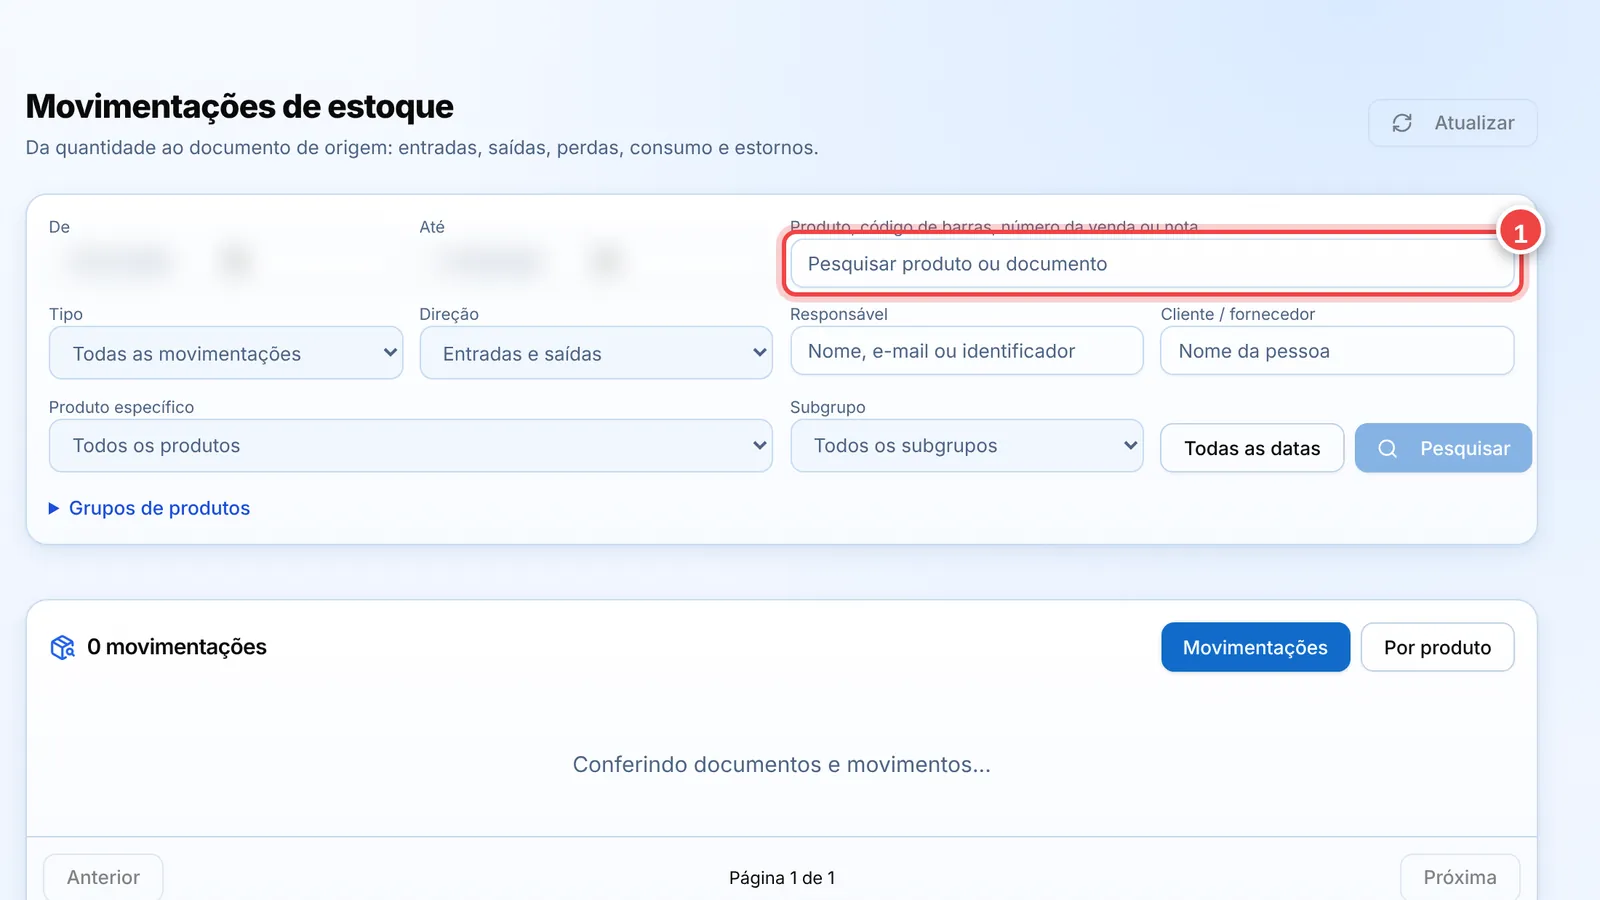 Movimentações de estoque
Da quantidade ao documento de origem: entradas, saídas, perdas, consumo e estornos.
Atualizar
De
Até
Produto, código de barras, número da venda ou nota
1
Pesquisar produto ou documento
Tipo
Direção
Responsável
Cliente / fornecedor
Todas as movimentações
Entradas e saídas
Nome, e-mail ou identificador
Nome da pessoa
Produto específico
Subgrupo
Todos os produtos
Todos os subgrupos
Todas as datas
Pesquisar
Grupos de produtos
0 movimentações
Movimentações
Por produto
Conferindo documentos e movimentos...
Anterior
Página 1 de 1
Próxima